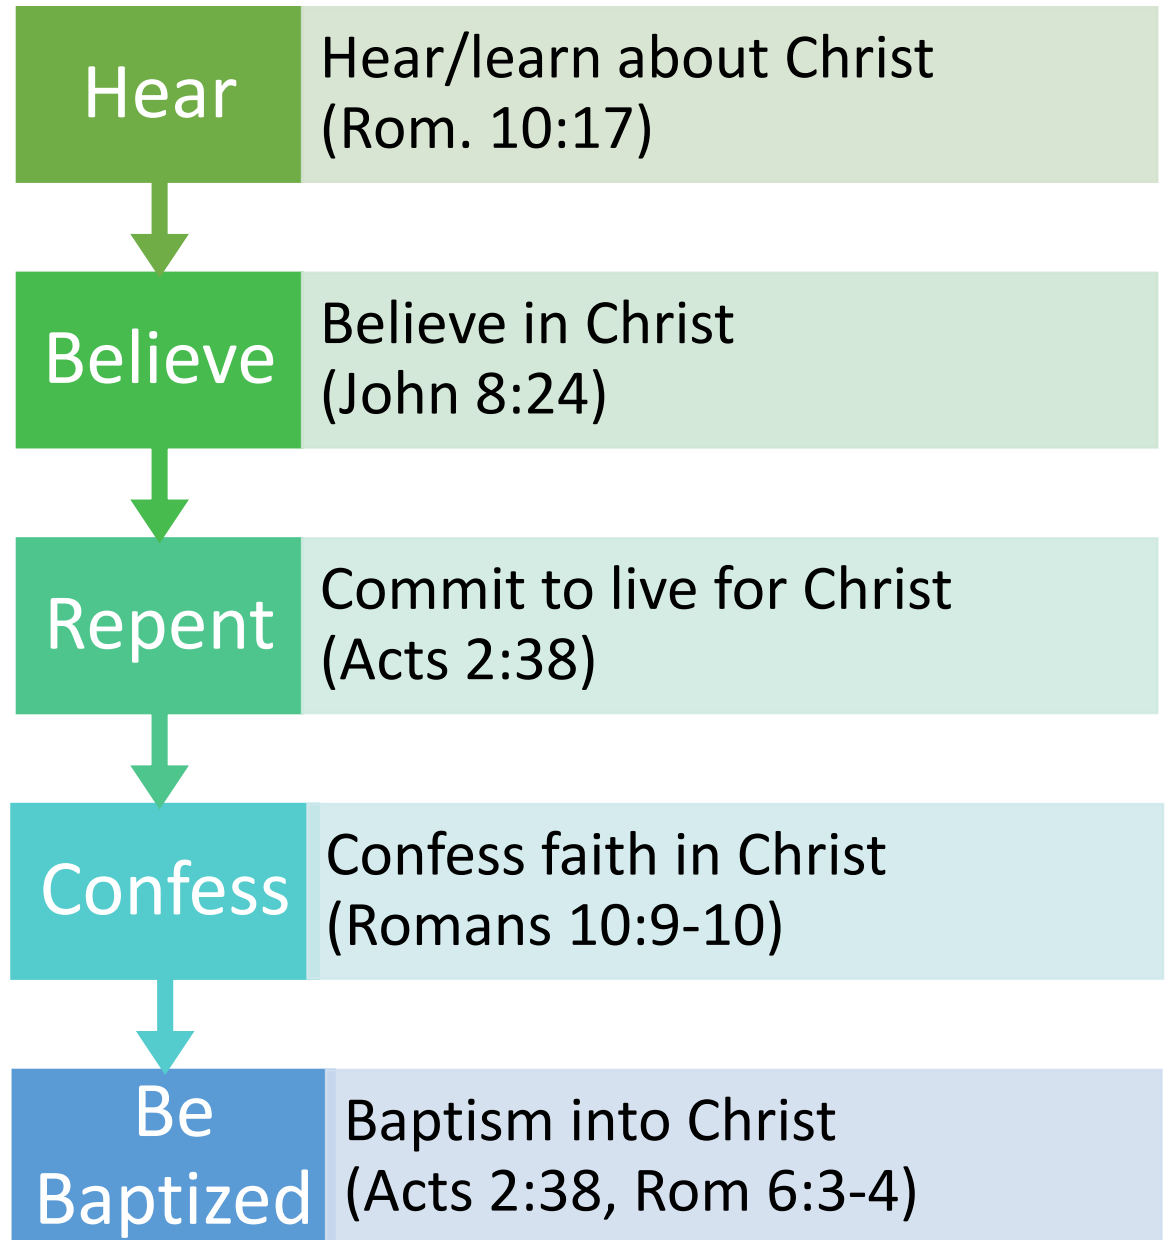 Hear
Hear/learn about Christ
(Rom. 10:17)
Believe
Believe in Christ
(John 8:24)
Repent
Commit to live for Christ
(Acts 2:38)
Confess
Confess faith in Christ
(Romans 10:9-10)
Be
Baptized
Baptism into Christ
(Acts 2:38, Rom 6:3-4)